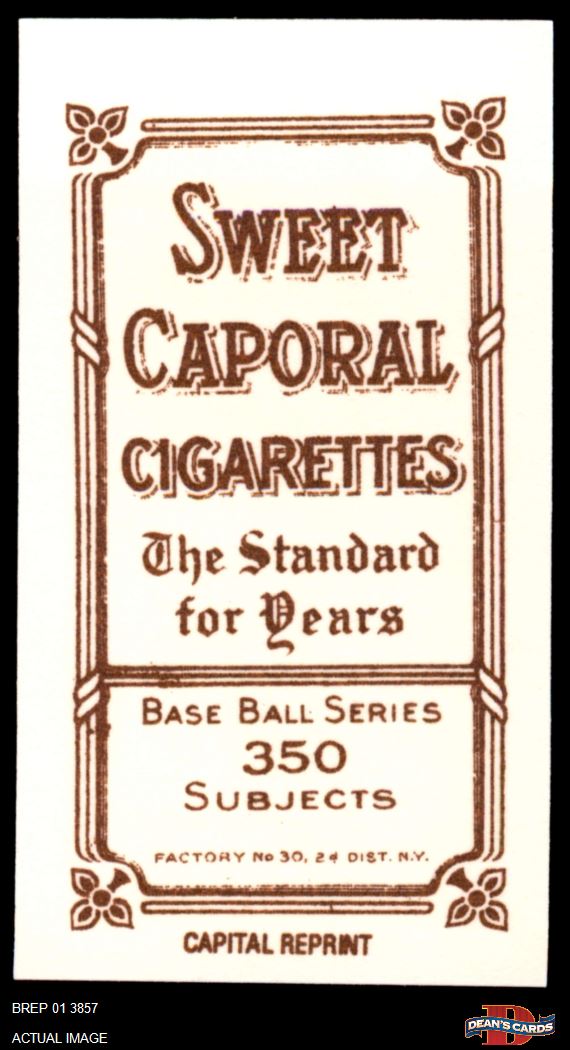 SWEET
CAPORAL
CIGARETTES
The Standard
for Years
BASE BALL SERIES
350
SUBJECTS
FACTORY No 30, 2d DIST. N.Y.
CAPITAL REPRINT
BREP 01 3857
ACTUAL IMAGE
D
DEAN'S CARDS